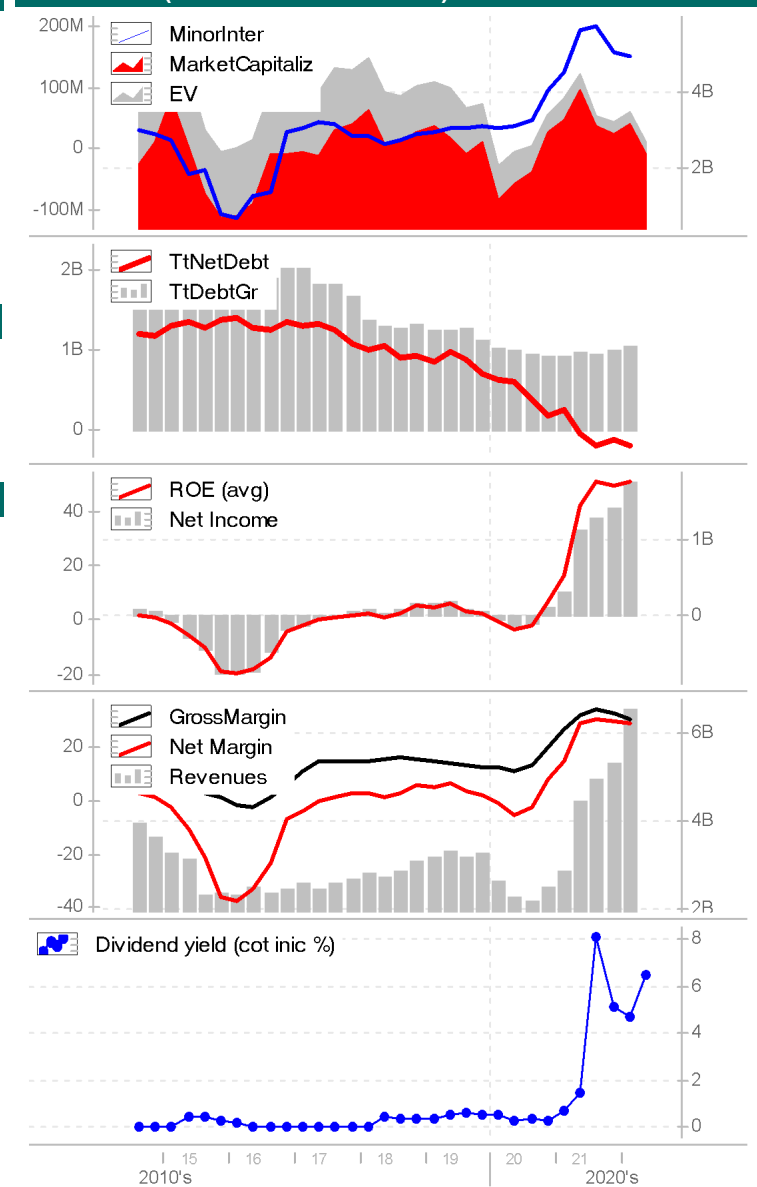 200M
MinorInter
MarketCapitaliz
100M
4B
EV
0
2B
-100M
TtNetDebt
2B
TtDebtGr
1B
0
ROE (avg)
40
Net Income
1B
20
0
0
-20
GrossMargin
6B
20
Net Margin
Revenues
0
4B
-20
-40
2B
Dividend yield (cot inic %)
8
6
4
2
0
15 16 17 18 19 20 21
2010's 2020's